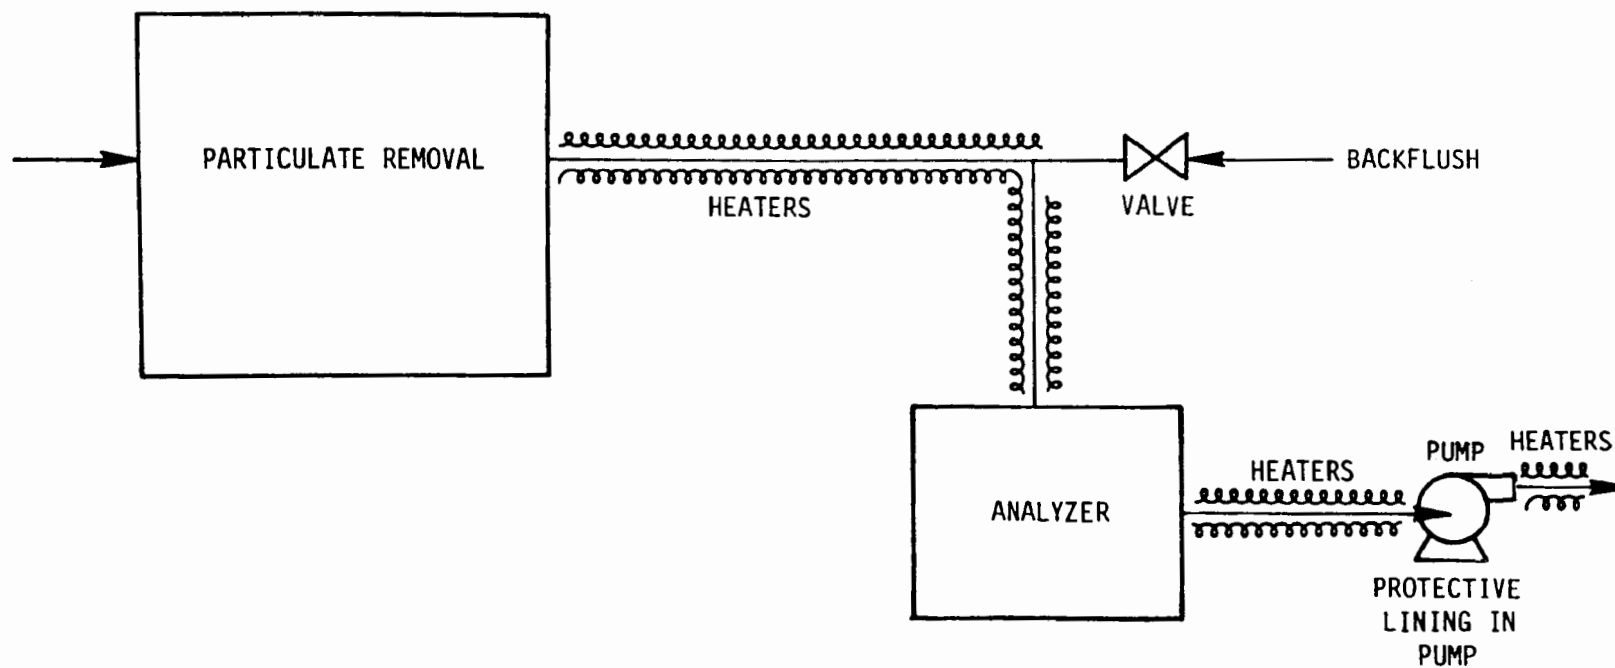 PARTICULATE REMOVAL
BACKFLUSH
HEATERS
VALVE
PUMP
HEATERS
HEATERS
ANALYZER
PROTECTIVE
LINING IN
PUMP